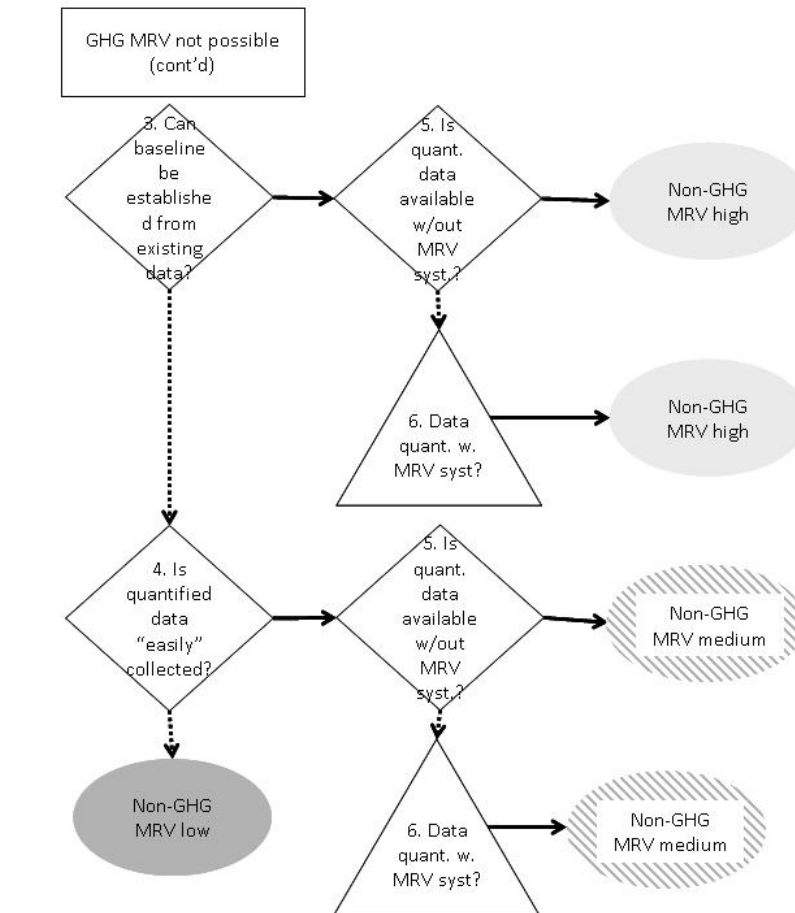 GHG MRV not possible
(cont'd)
3. Can
baseline
be
establishe
d from
existing
data?
5. Is
quant.
data
available
w/out
MRV
syst.?
Non-GHG
MRV high
6. Data
quant. w.
MRV syst?
Non-GHG
MRV high
4. Is
quantified
data
“easily”
collected?
5. Is
quant.
data
available
w/out
MRV
syst.?
Non-GHG
MRV medium
Non-GHG
MRV low
6. Data
quant. w.
MRV syst?
Non-GHG
MRV medium